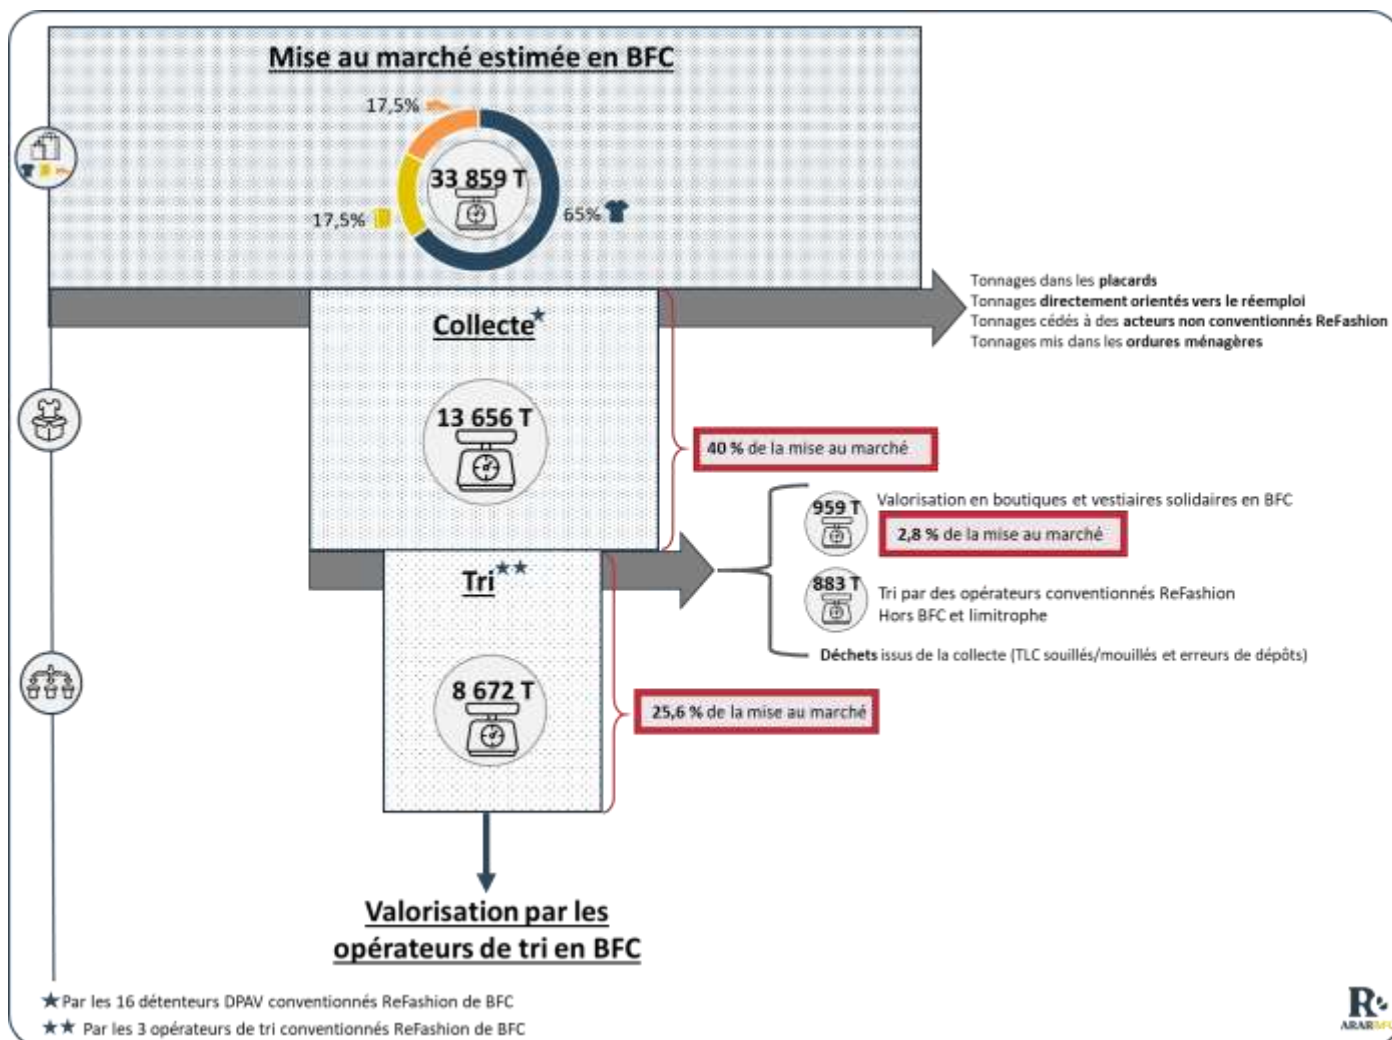 Mise au marché estimée en BFC
17,5%
33 859 T
17,5%
65%
Tonnages dans les placards
Tonnages directement orientés vers le réemploi
Tonnages cédés à des acteurs non conventionnés ReFashion
Tonnages mis dans les ordures ménagères
Collecte★
13 656 T
40 % de la mise au marché
959 T
Valorisation en boutiques et vestiaires solidaires en BFC
2,8 % de la mise au marché
Tri★★
883 T
Tri par des opérateurs conventionnés ReFashion
Hors BFC et limitrophe
Déchets issus de la collecte (TLC souillés/mouillés et erreurs de dépôts)
8 672 T
25,6 % de la mise au marché
Valorisation par les
opérateurs de tri en BFC
★Par les 16 détenteurs DPAV conventionnés ReFashion de BFC
★★ Par les 3 opérateurs de tri conventionnés ReFashion de BFC
R
ARARBFC